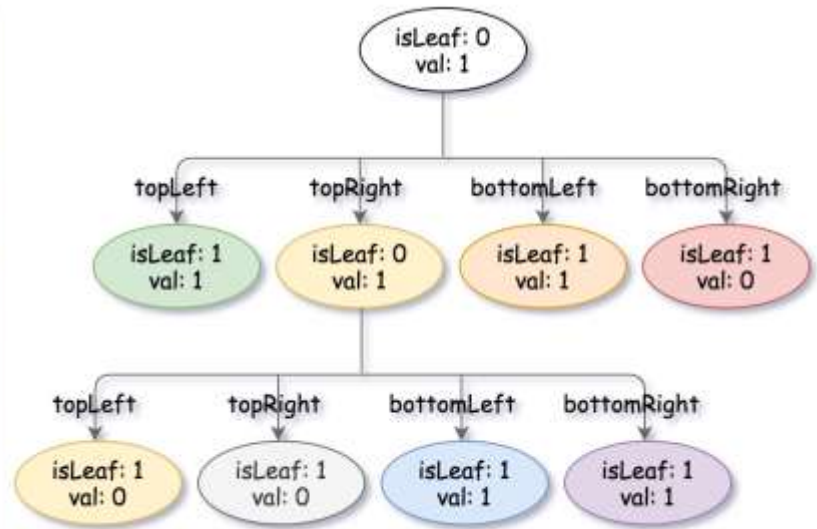 isLeaf: 0
val: 1
topLeft
topRight
bottomLeft
bottomRight
isLeaf: 1
val: 1
isLeaf: 0
val: 1
isLeaf: 1
val: 1
isLeaf: 1
val: 0
topLeft
topRight
bottomLeft
bottomRight
isLeaf: 1
val: 0
isLeaf: 1
val: 0
isLeaf: 1
val: 1
isLeaf: 1
val: 1